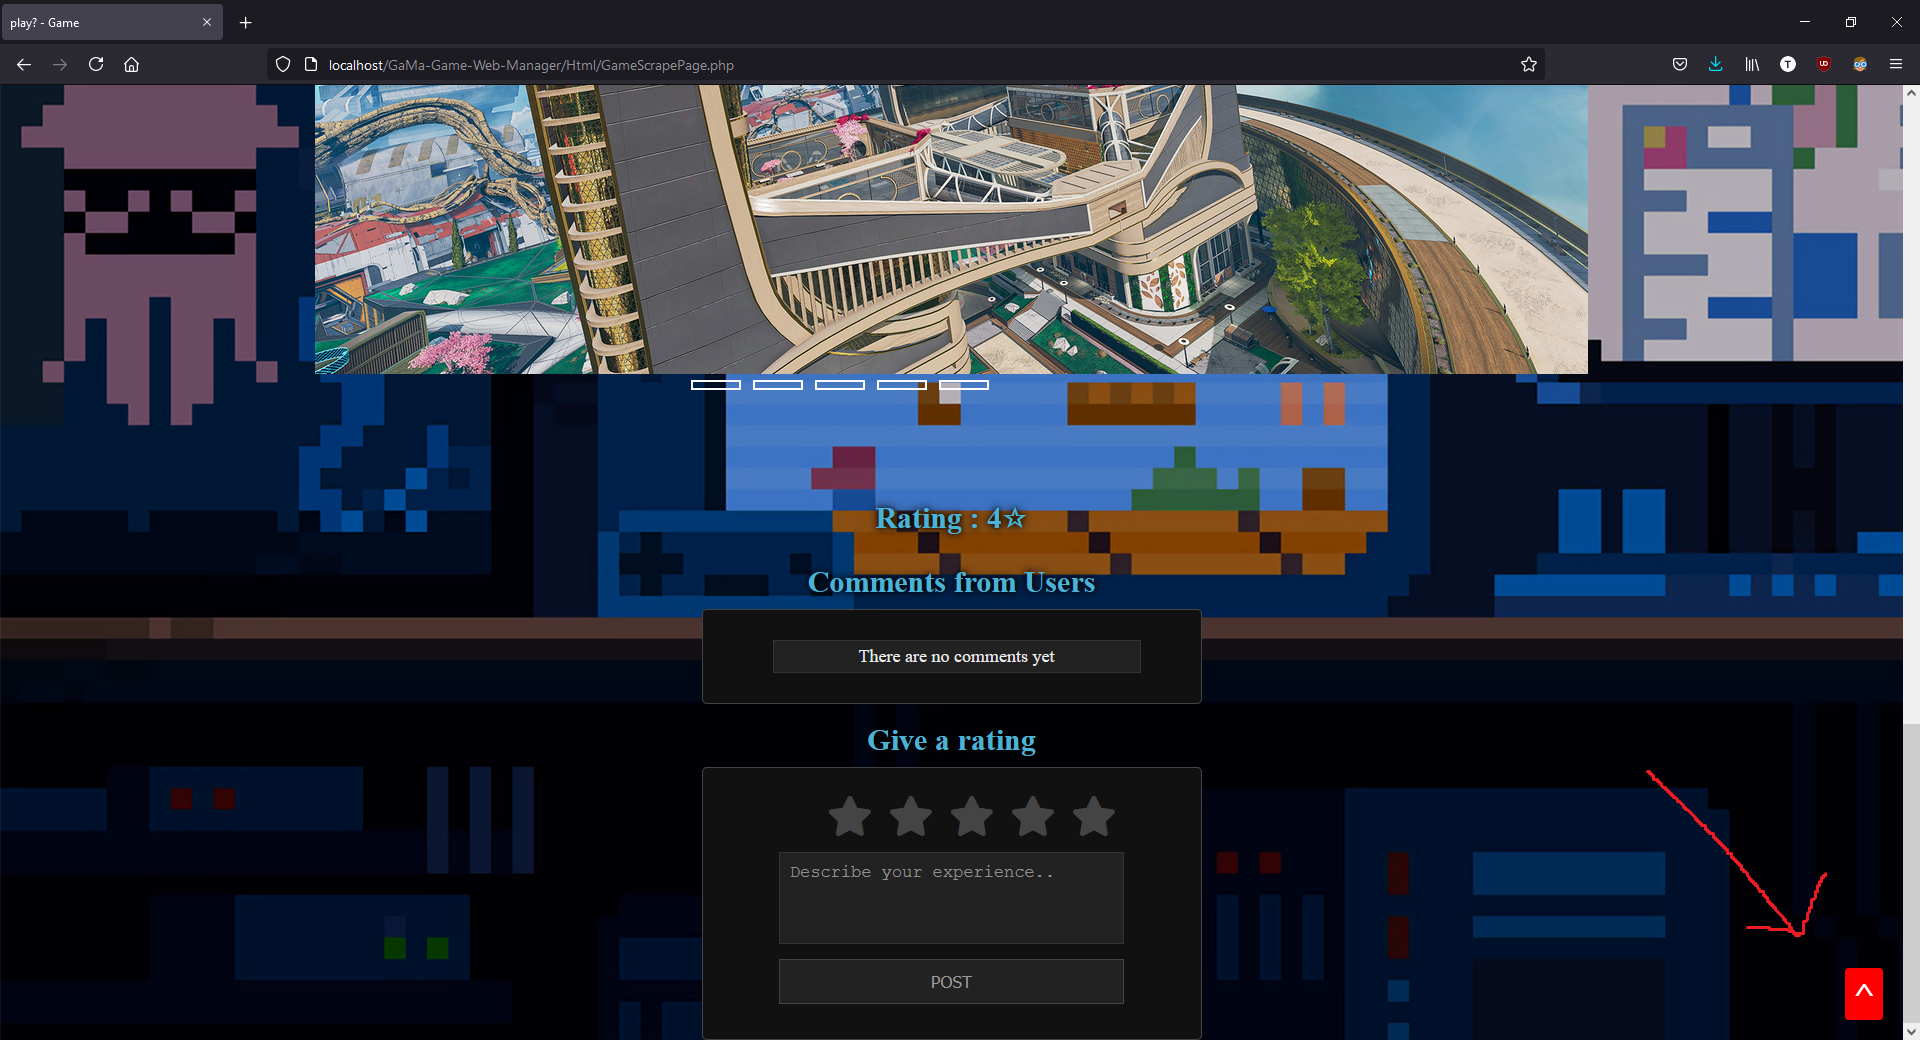 play? - Game
localhost/GaMa-Game-Web-Manager/Html/GameScrapePage.php
T
Rating : 4☆
Comments from Users
There are no comments yet
Give a rating
Describe your experience..
POST
^